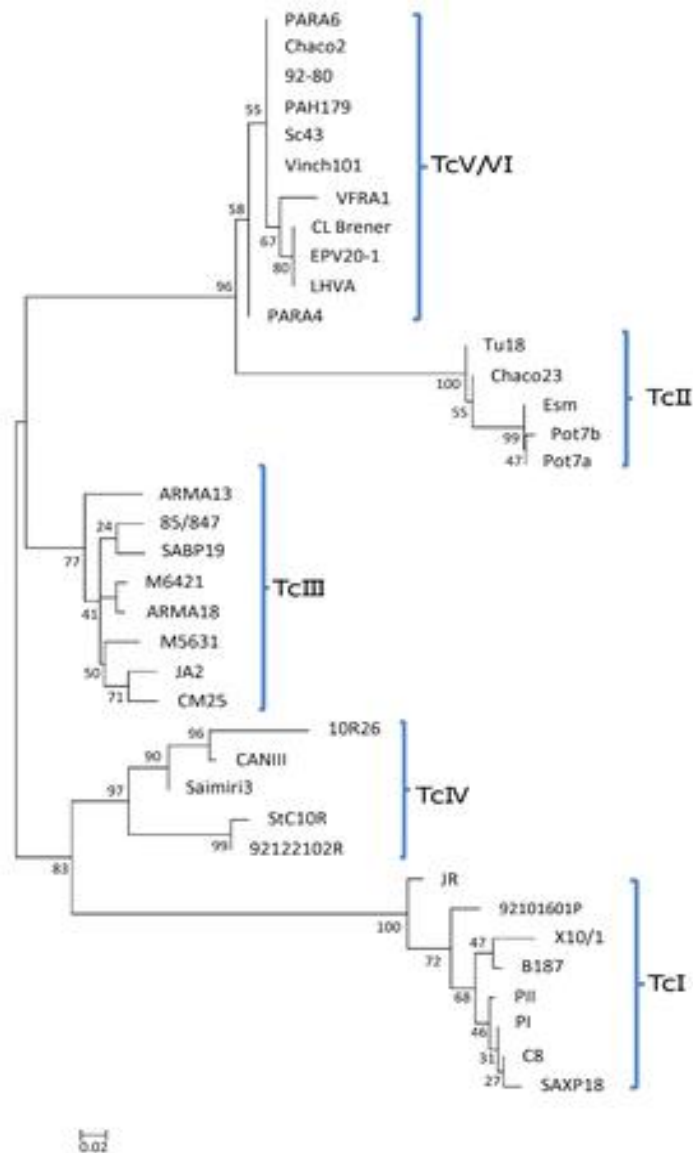 PARA6
Chaco2
92-80
55
PAH179
Sc43
Vinch101
TcV/VI
VFRA1
58
CL Brener
67
EPV20-1
80
LHVA
96
PARA4
Tu18
Chaco23
100
TcII
Esm
55
Pot7b
99
Pot7a
47
ARMA13
85/847
24
SABP19
77
M6421
TcIII
ARMA18
41
M5631
JA2
50
71
CM25
10R26
96
CANIII
90
Saimiri3
97
TcIV
StC10R
99
92122102R
83
JR
92101601P
100
X10/1
47
B187
72
TcI
PII
68
PI
46
C8
31
27
SAXP18
0.02